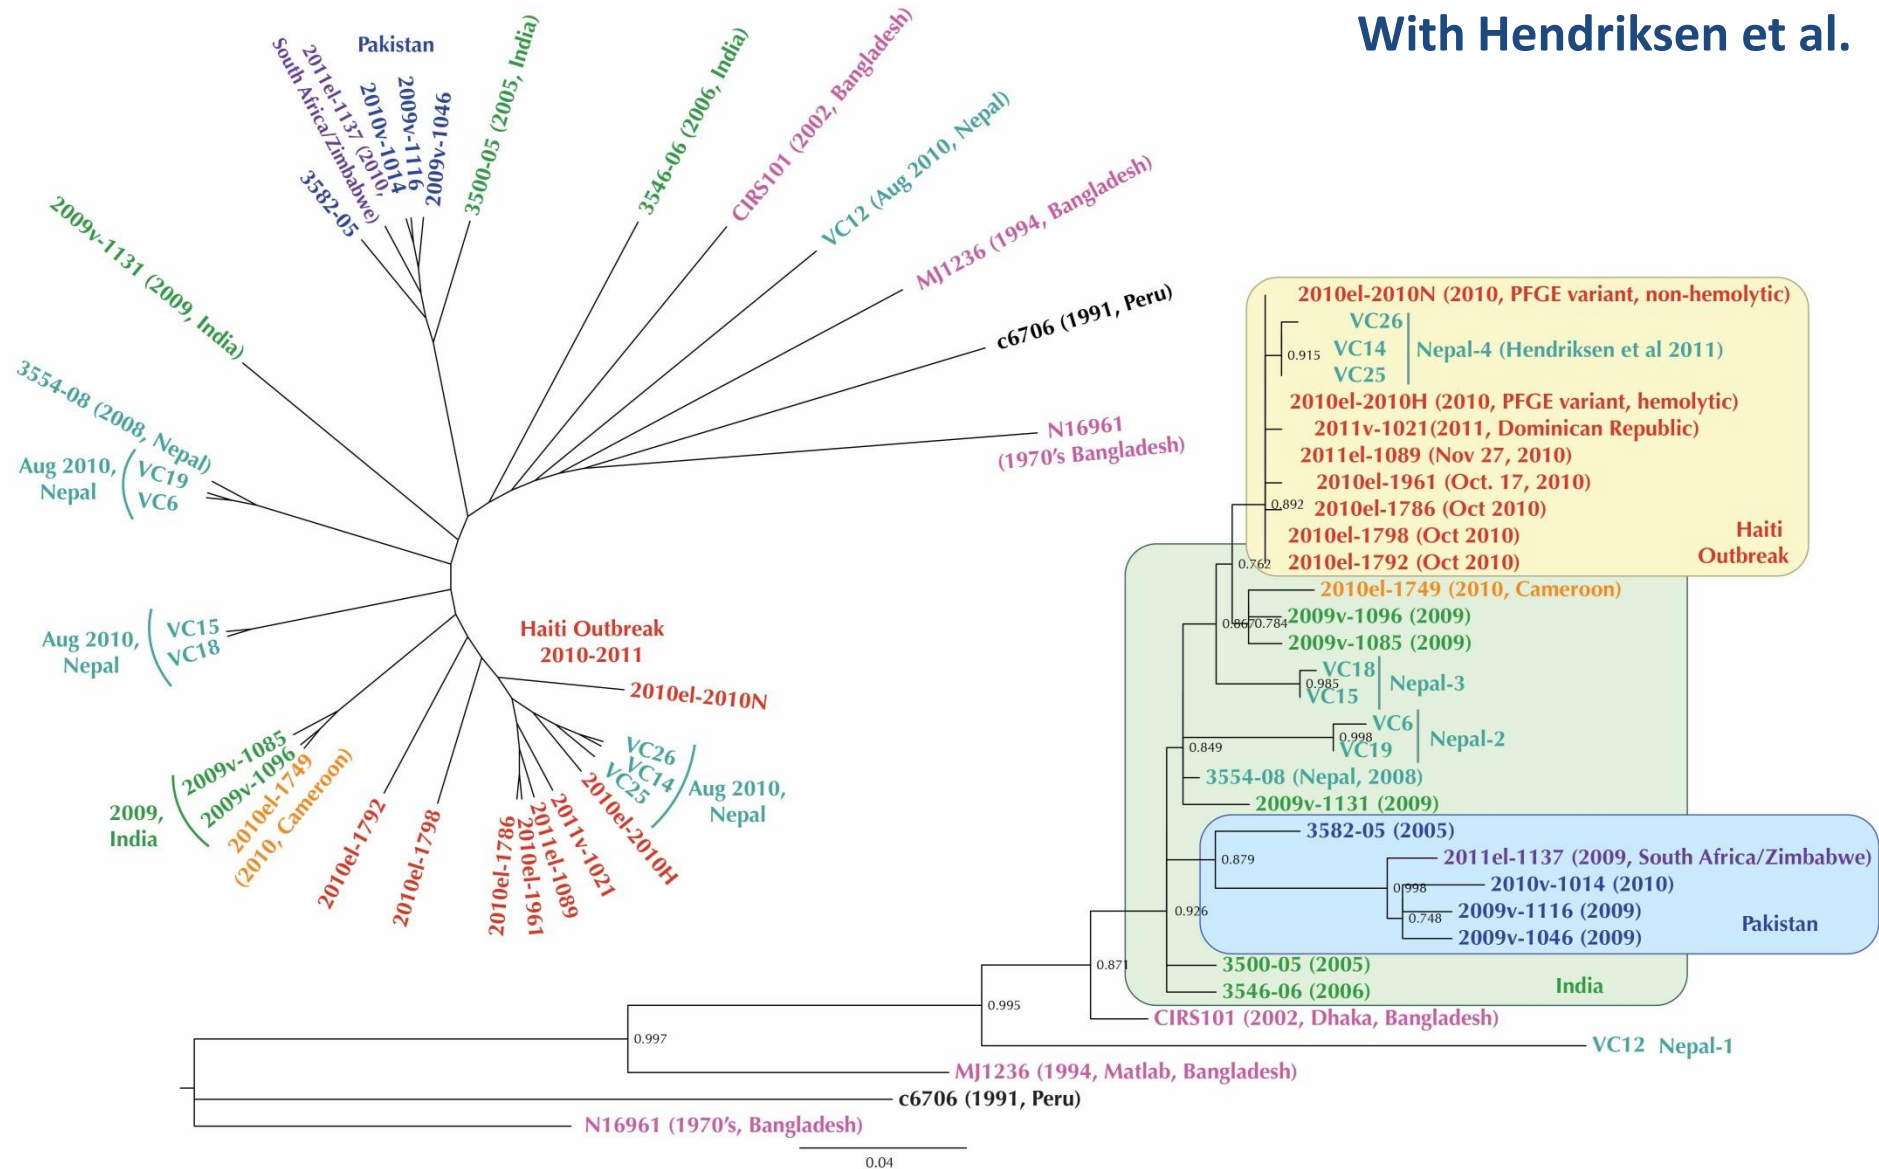 With Hendriksen et al.
Pakistan
South Africa/Zimbabwe)
2011el-1137 (2010,
2010v-1014
2009v-1116
2009v-1046
3582-05
3500-05 (2005, India)
3546-06 (2006, India)
CIRS101 (2002, Bangladesh)
VC12 (Aug 2010, Nepal)
MJ1236 (1994, Bangladesh)
c6706 (1991, Peru)
N16961
(1970's Bangladesh)
2009v-1131 (2009, India)
3554-08 (2008, Nepal)
Aug 2010,
Nepal
VC19
VC6
Aug 2010,
Nepal
VC15
VC18
2009,
India
2009v-1085
2009v-1096
2010el-1749
(2010, Cameroon)
Haiti Outbreak
2010-2011
2010el-2010N
VC26
VC14
VC25
Aug 2010,
Nepal
2010el-1792
2010el-1798
2010el-1786
2010el-1961
2011el-1089
2011v-1021
2010el-2010H
2010el-2010N (2010, PFGE variant, non-hemolytic)
VC26
VC14
VC25
Nepal-4 (Hendriksen et al 2011)
0.915
2010el-2010H (2010, PFGE variant, hemolytic)
2011v-1021(2011, Dominican Republic)
2011el-1089 (Nov 27, 2010)
2010el-1961 (Oct. 17, 2010)
0.892
2010el-1786 (Oct 2010)
2010el-1798 (Oct 2010)
2010el-1792 (Oct 2010)
Haiti
Outbreak
0.762
2010el-1749 (2010, Cameroon)
2009v-1096 (2009)
0.867
0.784
2009v-1085 (2009)
VC18
VC15
0.985
Nepal-3
VC6
VC19
0.998
Nepal-2
0.849
3554-08 (Nepal, 2008)
2009v-1131 (2009)
3582-05 (2005)
0.879
2011el-1137 (2009, South Africa/Zimbabwe)
0.998
2010v-1014 (2010)
2009v-1116 (2009)
0.748
2009v-1046 (2009)
Pakistan
0.926
3500-05 (2005)
3546-06 (2006)
India
0.871
CIRS101 (2002, Dhaka, Bangladesh)
0.995
VC12 Nepal-1
0.997
MJ1236 (1994, Matlab, Bangladesh)
c6706 (1991, Peru)
N16961 (1970's, Bangladesh)
0.04